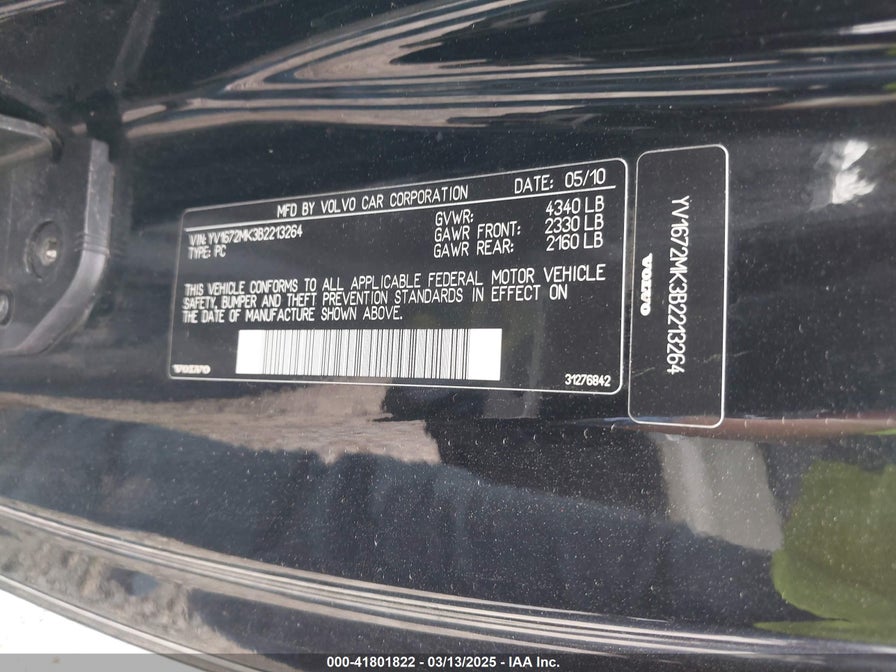 MFD BY VOLVO CAR CORPORATION DATE: 05/10
VIN: YV1672MK3B2213264 GVWR: 4340 LB
TYPE: PC GAWR FRONT: 2330 LB
GAWR REAR: 2160 LB
THIS VEHICLE CONFORMS TO ALL APPLICABLE FEDERAL MOTOR VEHICLE
SAFETY, BUMPER AND THEFT PREVENTION STANDARDS IN EFFECT ON
THE DATE OF MANUFACTURE SHOWN ABOVE.
VOLVO
31276842
YV1672MK3B2213264
VOLVO
000-41801822 - 03/13/2025 - IAA Inc.